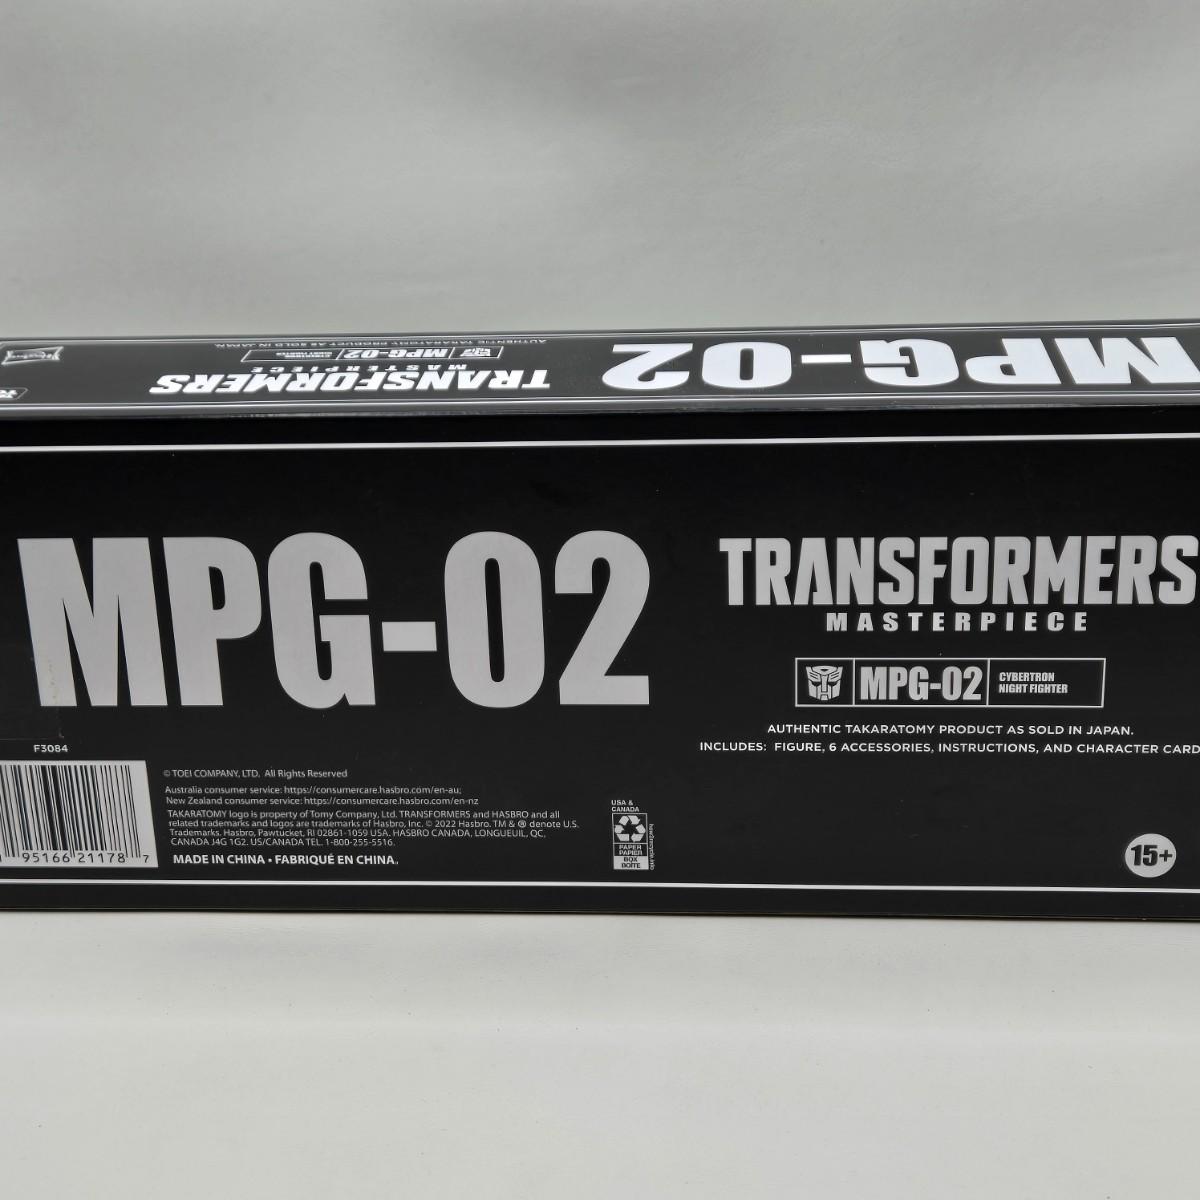 MPG-02
TRANSFORMERS
MASTERPIECE
MPG-02
CYBERTRON
NIGHT FIGHTER
AUTHENTIC TAKARATOMY PRODUCT AS SOLD IN JAPAN.
MPG-02
TRANSFORMERS
MASTERPIECE
MPG-02
CYBERTRON
NIGHT FIGHTER
AUTHENTIC TAKARATOMY PRODUCT AS SOLD IN JAPAN.
INCLUDES: FIGURE, 6 ACCESSORIES, INSTRUCTIONS, AND CHARACTER CARD
F3084
95166 21178 7
© TOEI COMPANY, LTD. All Rights Reserved
Australia consumer service: https://consumercare.hasbro.com/en-au;
New Zealand consumer service: https://consumercare.hasbro.com/en-nz
TAKARATOMY logo is property of Tomy Company, Ltd. TRANSFORMERS and HASBRO and all
related trademarks and logos are trademarks of Hasbro, Inc. © 2022 Hasbro. TM & ® denote U.S.
Trademarks. Hasbro, Pawtucket, RI 02861-1059 USA. HASBRO CANADA, LONGUEUIL, QC,
CANADA J4G 1G2. US/CANADA TEL. 1-800-255-5516.
MADE IN CHINA • FABRIQUÉ EN CHINA.
USA &
CANADA
PAPER
PAPIER
BOX
BOÎTE
how2recycle.info
15+